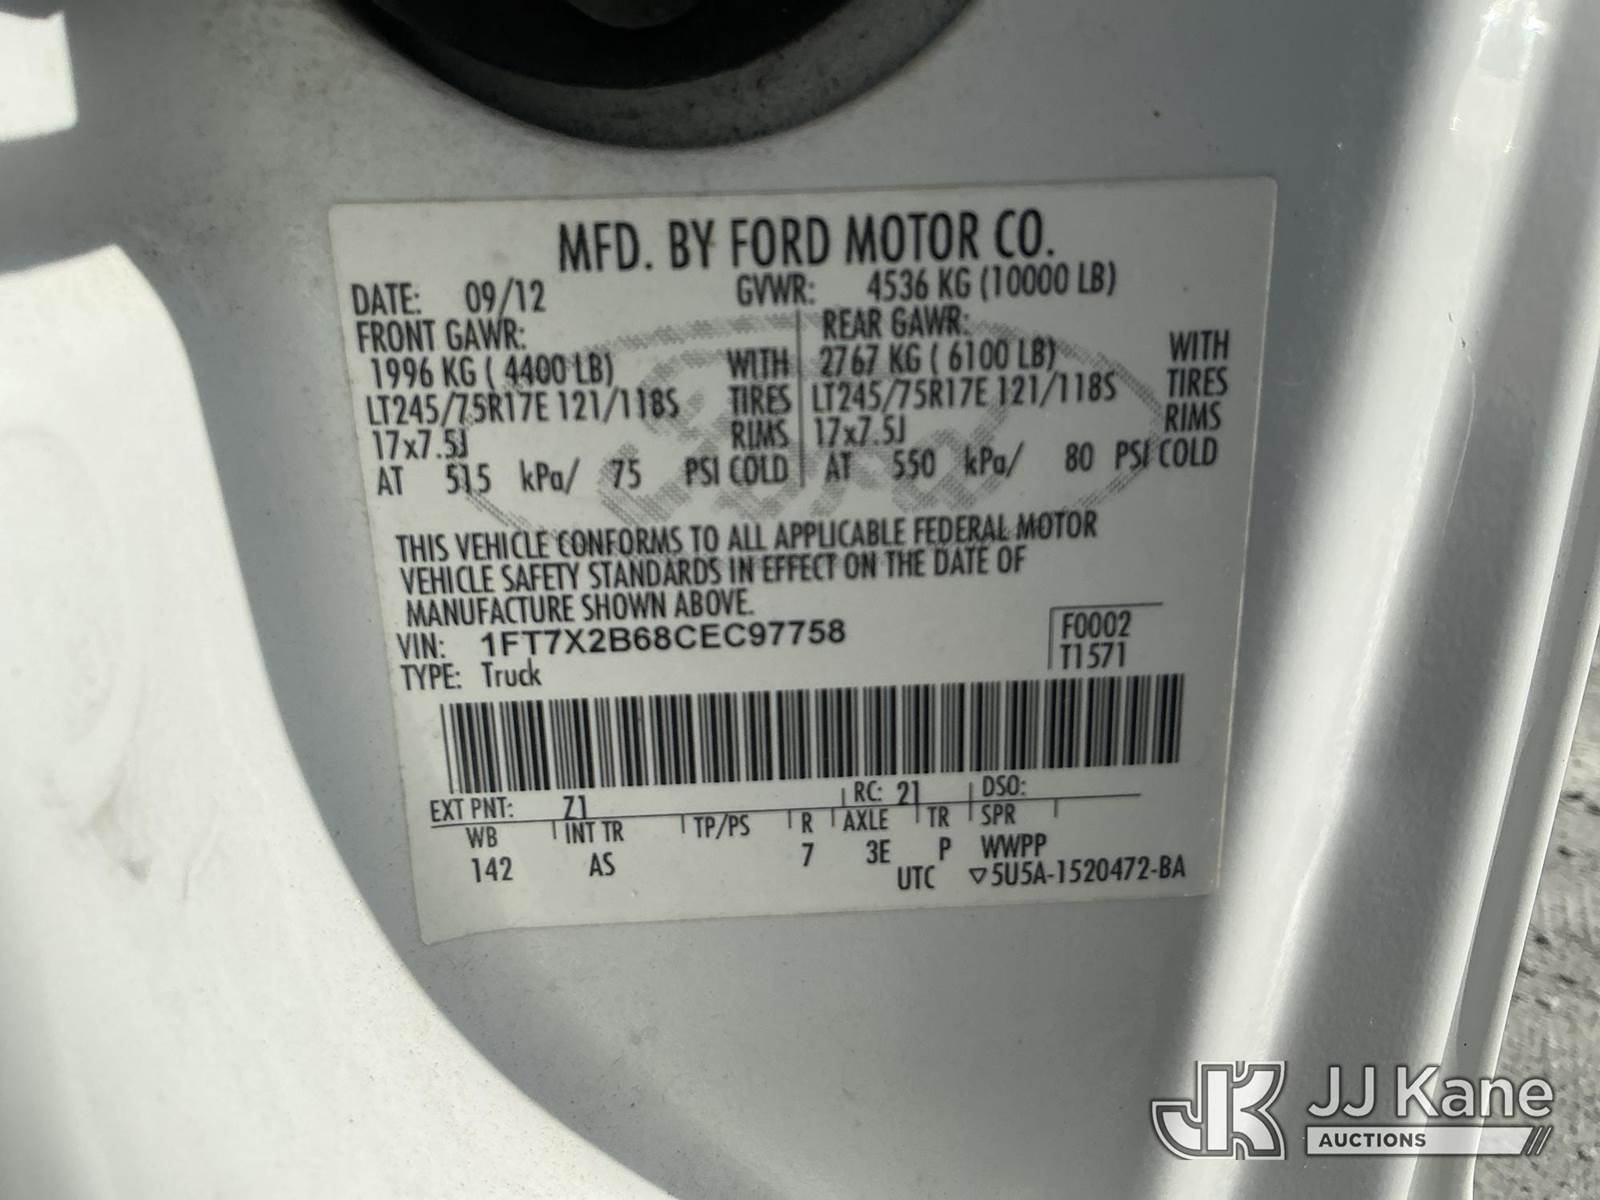 MFD. BY FORD MOTOR CO.
DATE: 09/12 GVWR: 4536 KG (10000 LB)
FRONT GAWR: REAR GAWR:
1996 KG ( 4400 LB) WITH 2767 KG ( 6100 LB) WITH
LT245/75R17E 121/118S TIRES LT245/75R17E 121/118S TIRES
17x7.5J RIMS 17x7.5J RIMS
AT 515 kPa/ 75 PSI COLD AT 550 kPa/ 80 PSI COLD
THIS VEHICLE CONFORMS TO ALL APPLICABLE FEDERAL MOTOR
VEHICLE SAFETY STANDARDS IN EFFECT ON THE DATE OF
MANUFACTURE SHOWN ABOVE.
VIN: 1FT7X2B68CEC97758 F0002
TYPE: Truck T1571
EXT PNT: Z1 RC: 21 DSO:
WB INT TR TP/PS R AXLE TR SPR
142 AS 7 3E P WWPP
UTC ▽5U5A-1520472-BA
JK JJ Kane
AUCTIONS